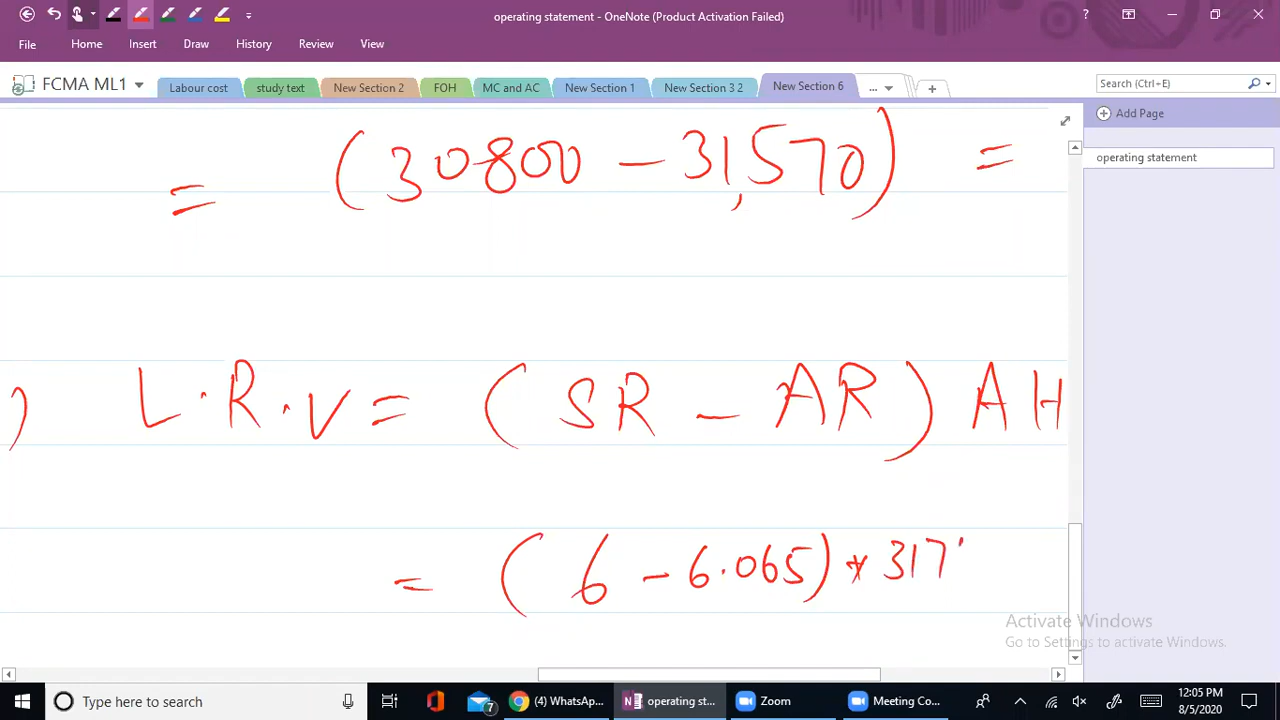 operating statement - OneNote (Product Activation Failed)
File Home Insert Draw History Review View
FCMA ML1 Labour cost study text New Section 2 FOH MC and AC New Section 1 New Section 3 2 New Section 6 ... Search (Ctrl+E)
Add Page
operating statement
= (30800 - 31,570) =
) L.R.V = (SR - AR) AH
= (6 - 6.065) * 317
Activate Windows
Go to Settings to activate Windows.
Type here to search 7 (4) WhatsApp... operating st... Zoom Meeting Co... 12:05 PM
8/5/2020